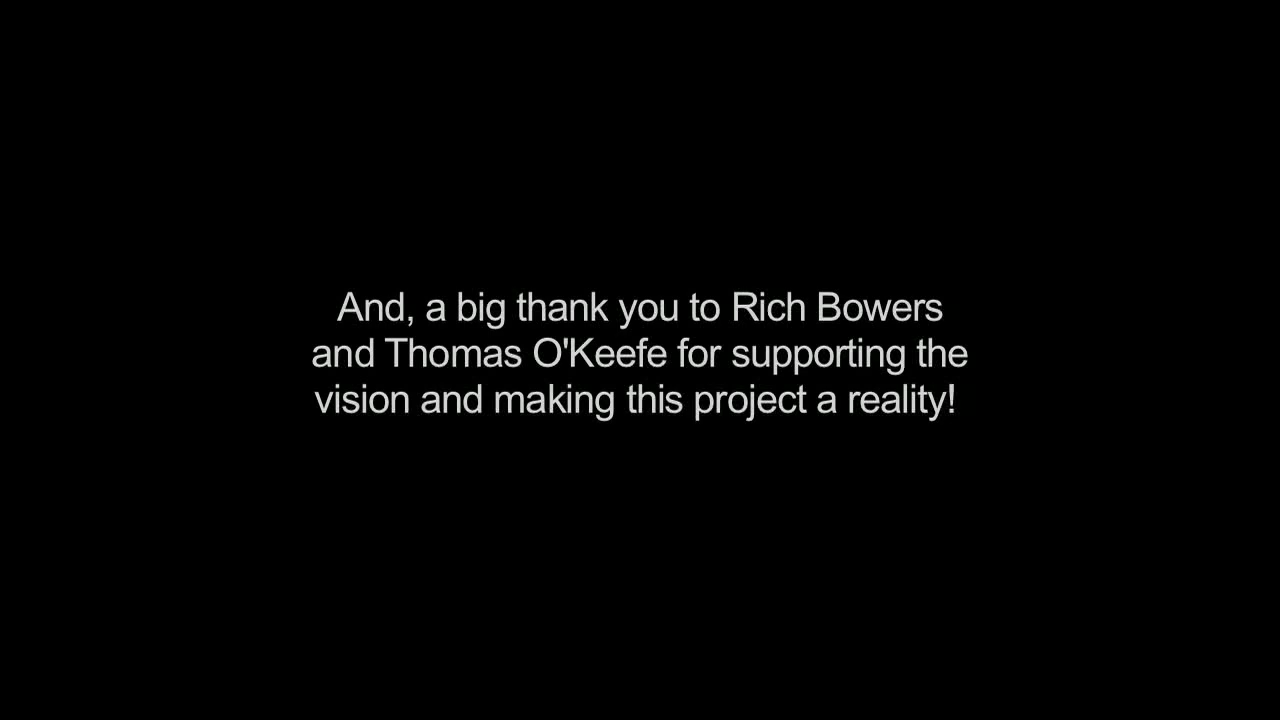 And, a big thank you to Rich Bowers
and Thomas O'Keefe for supporting the
vision and making this project a reality!